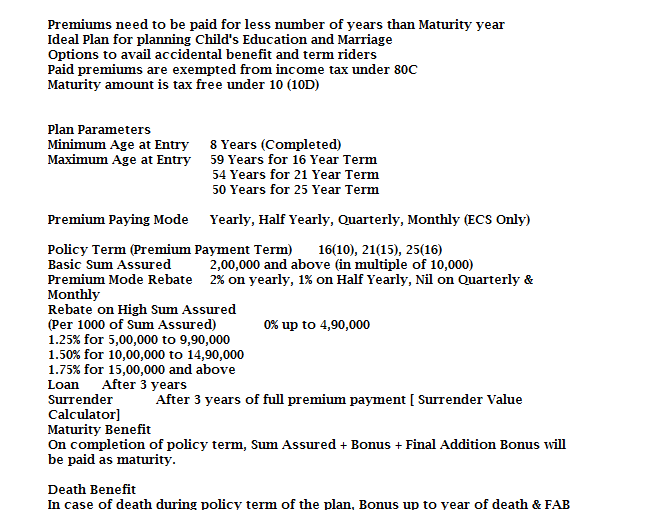 Premiums need to be paid for less number of years than Maturity year
Ideal Plan for planning Child's Education and Marriage
Options to avail accidental benefit and term riders
Paid premiums are exempted from income tax under 80C
Maturity amount is tax free under 10 (10D)
Plan Parameters
Minimum Age at Entry 8 Years (Completed)
Maximum Age at Entry 59 Years for 16 Year Term
54 Years for 21 Year Term
50 Years for 25 Year Term
Premium Paying Mode Yearly, Half Yearly, Quarterly, Monthly (ECS Only)
Policy Term (Premium Payment Term) 16(10), 21(15), 25(16)
Basic Sum Assured 2,00,000 and above (in multiple of 10,000)
Premium Mode Rebate 2% on yearly, 1% on Half Yearly, Nil on Quarterly &
Monthly
Rebate on High Sum Assured
(Per 1000 of Sum Assured) 0% up to 4,90,000
1.25% for 5,00,000 to 9,90,000
1.50% for 10,00,000 to 14,90,000
1.75% for 15,00,000 and above
Loan After 3 years
Surrender After 3 years of full premium payment [ Surrender Value
Calculator]
Maturity Benefit
On completion of policy term, Sum Assured + Bonus + Final Addition Bonus will
be paid as maturity.
Death Benefit
In case of death during policy term of the plan, Bonus up to year of death & FAB